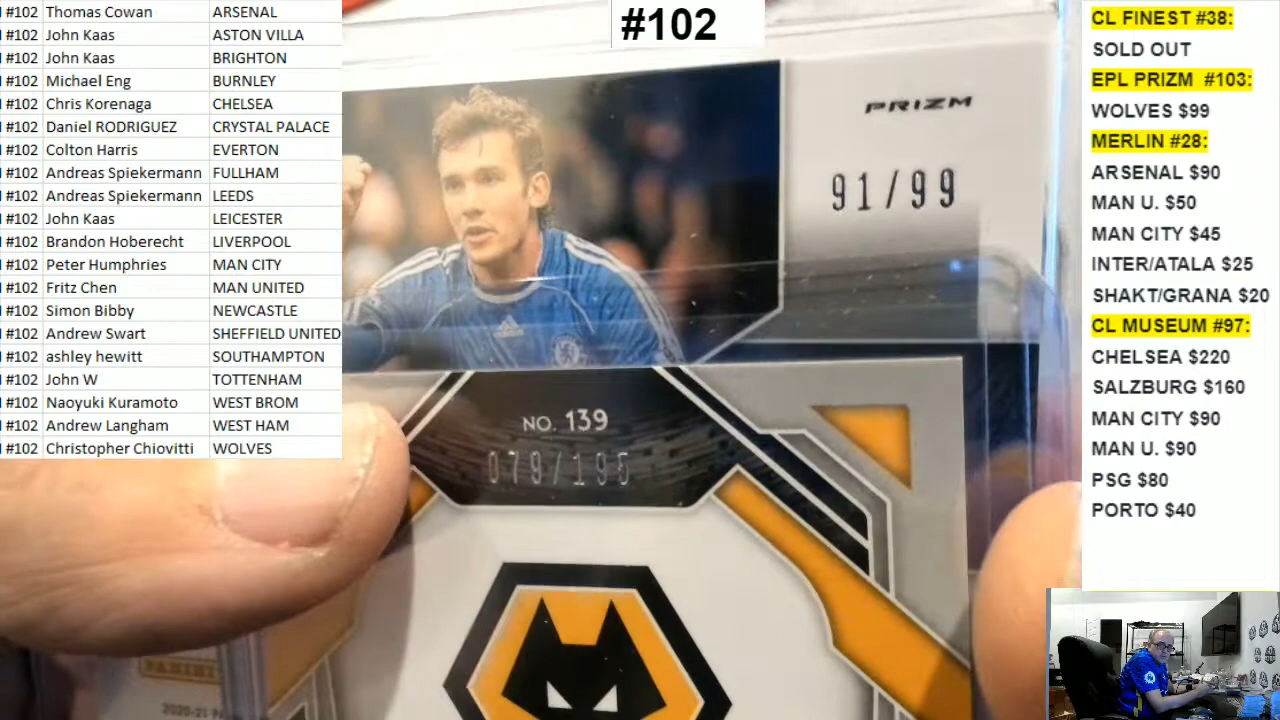 #102 Thomas Cowan ARSENAL
#102 John Kaas ASTON VILLA
#102 John Kaas BRIGHTON
#102 Michael Eng BURNLEY
#102 Chris Korenaga CHELSEA
#102 Daniel RODRIGUEZ CRYSTAL PALACE
#102 Colton Harris EVERTON
#102 Andreas Spiekermann FULLHAM
#102 Andreas Spiekermann LEEDS
#102 John Kaas LEICESTER
#102 Brandon Hoberecht LIVERPOOL
#102 Peter Humphries MAN CITY
#102 Fritz Chen MAN UNITED
#102 Simon Bibby NEWCASTLE
#102 Andrew Swart SHEFFIELD UNITED
#102 ashley hewitt SOUTHAMPTON
#102 John W TOTTENHAM
#102 Naoyuki Kuramoto WEST BROM
#102 Andrew Langham WEST HAM
#102 Christopher Chiovitti WOLVES
#102
PRIZM
91/99
NO. 139
079/195
PANINI
2020-21
CL FINEST #38:
SOLD OUT
EPL PRIZM #103:
WOLVES $99
MERLIN #28:
ARSENAL $90
MAN U. $50
MAN CITY $45
INTER/ATALA $25
SHAKT/GRANA $20
CL MUSEUM #97:
CHELSEA $220
SALZBURG $160
MAN CITY $90
MAN U. $90
PSG $80
PORTO $40